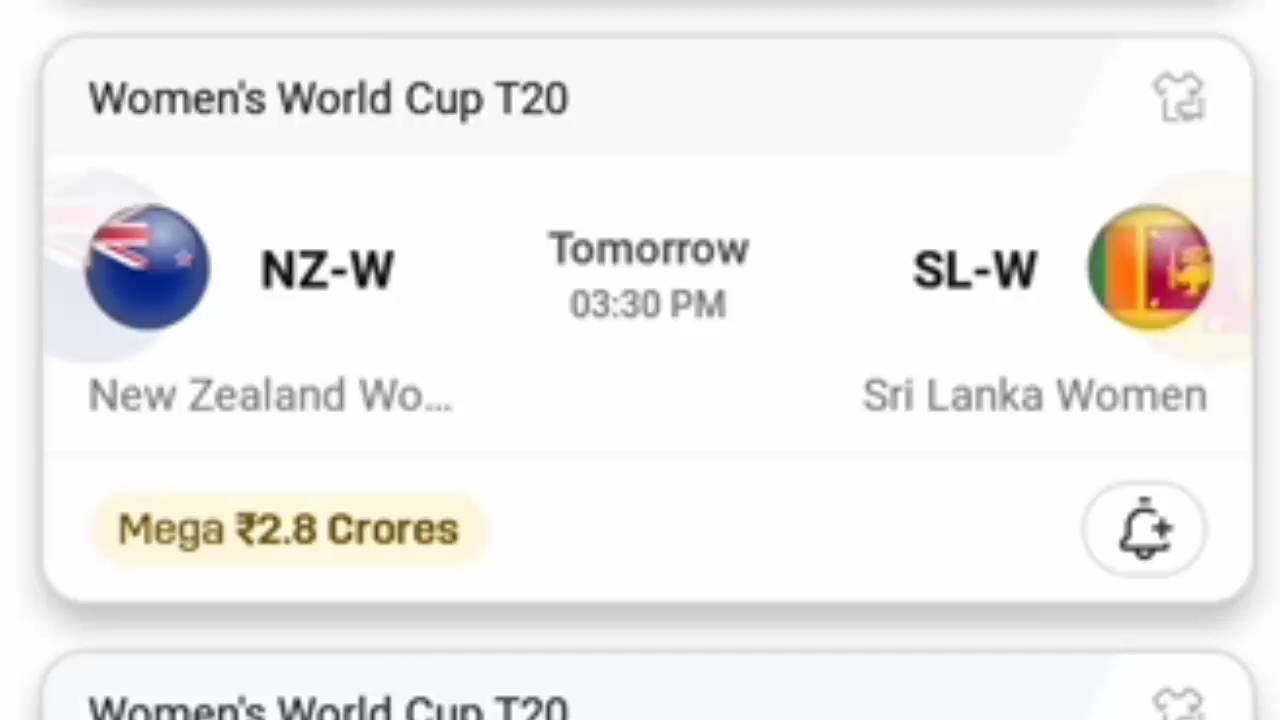 Women's World Cup T20
NZ-W
Tomorrow
03:30 PM
SL-W
New Zealand Wo...
Sri Lanka Women
Mega ₹2.8 Crores
Women's World Cup T20